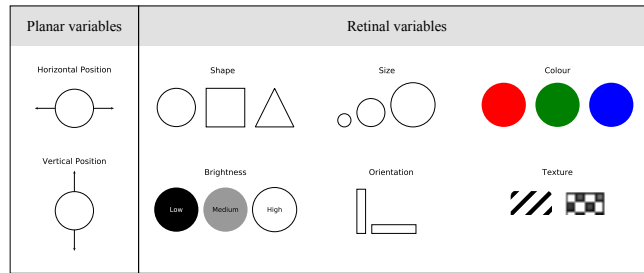 Planar variables
Retinal variables
Horizontal Position
Shape
Size
Colour
Vertical Position
Brightness
Orientation
Texture
Low
Medium
High